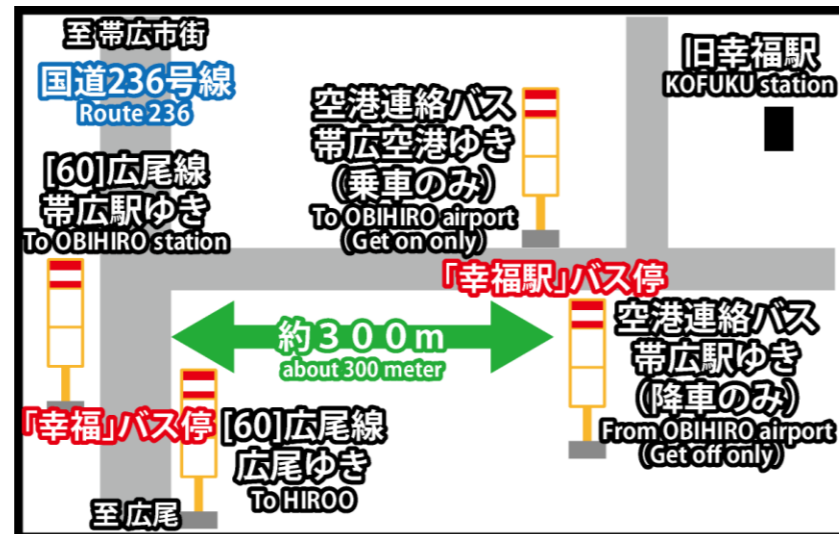 至 帯広市街
国道236号線
Route 236
[60]広尾線
帯広駅ゆき
To OBIHIRO station
空港連絡バス
帯広空港ゆき
（乗車のみ）
To OBIHIRO airport
（Get on only）
旧幸福駅
KOFUKU station
「幸福駅」バス停
約３００ｍ
about 300 meter
空港連絡バス
帯広駅ゆき
（降車のみ）
From OBIHIRO airport
（Get off only）
「幸福」バス停
[60]広尾線
広尾ゆき
To HIROO
至 広尾